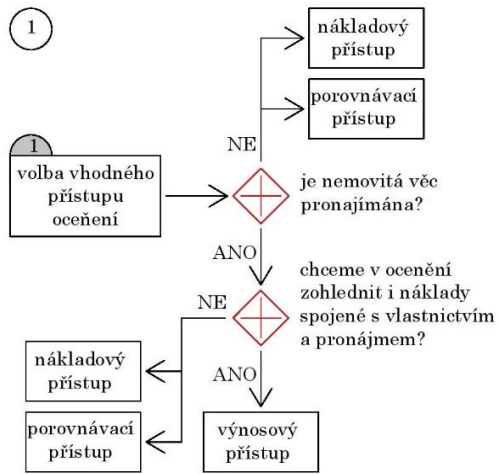 1
nákladový
přístup
porovnávací
přístup
NE
1
volba vhodného
přístupu
oceňení
je nemovitá věc
pronajímána?
ANO
chceme v ocenění
zohlednit i náklady
spojené s vlastnictvím
a pronájmem?
NE
nákladový
přístup
ANO
porovnávací
přístup
výnosový
přístup